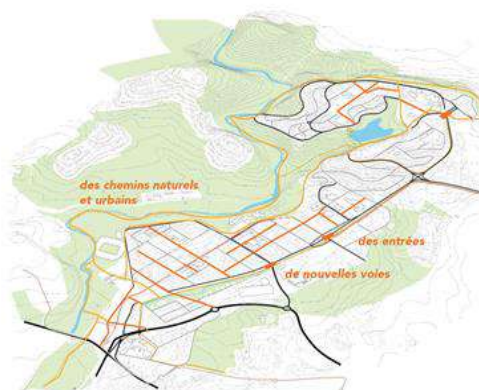 des chemins naturels
et urbains
des entrées
de nouvelles voies